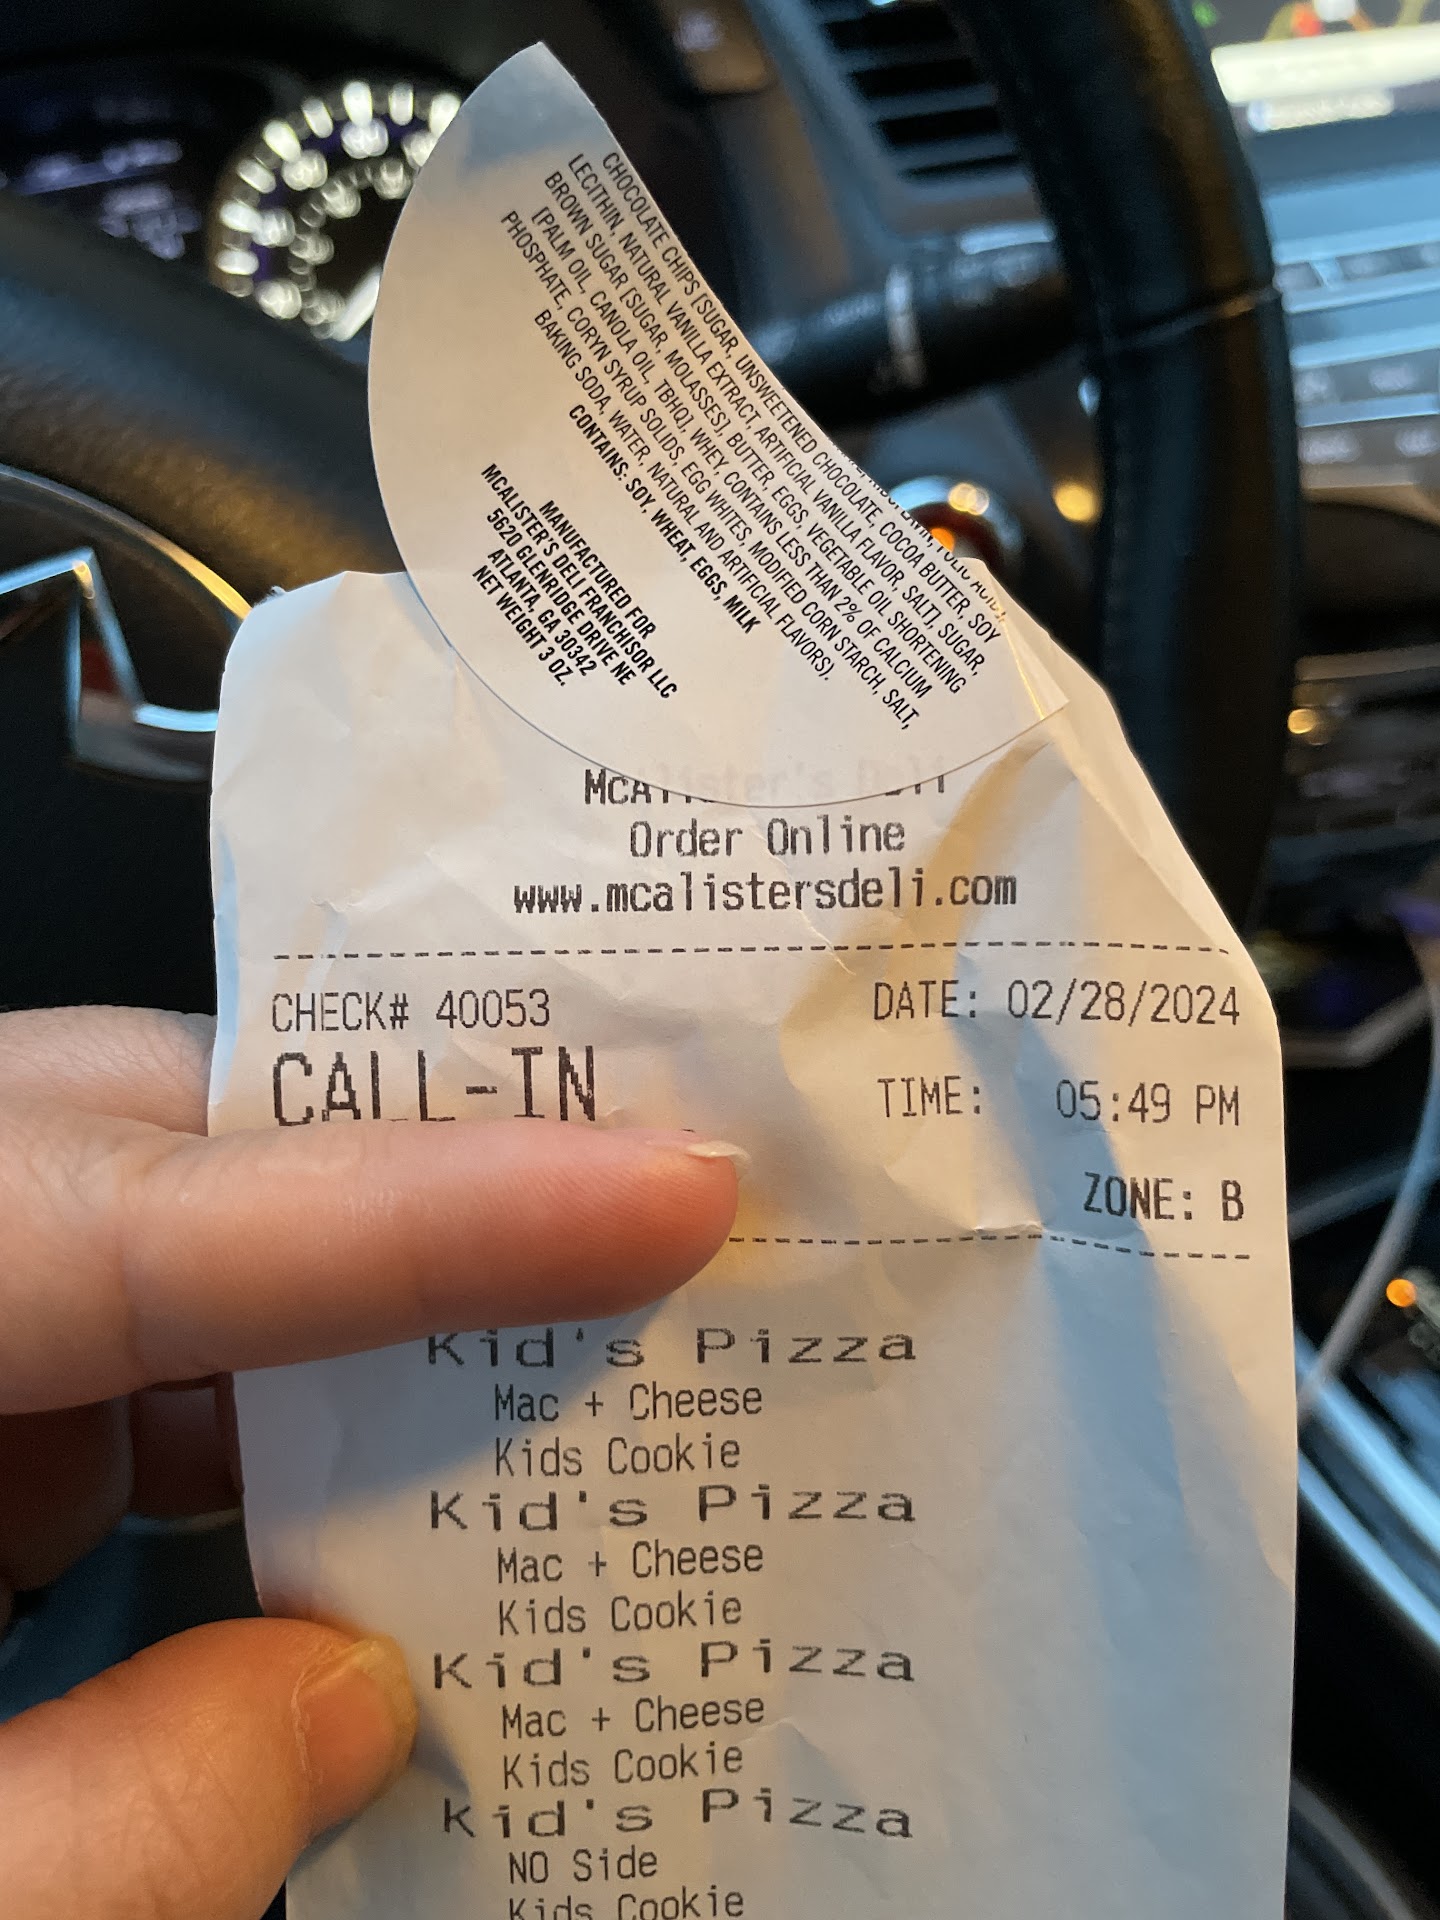 CHOCOLATE CHIPS [SUGAR, UNSWEETENED CHOCOLATE, COCOA BUTTER, SOY
LECITHIN, NATURAL VANILLA EXTRACT, ARTIFICIAL VANILLA FLAVOR, SALT], SUGAR,
BROWN SUGAR [SUGAR, MOLASSES], BUTTER, EGGS, VEGETABLE OIL SHORTENING
[PALM OIL, CANOLA OIL, TBHQ], WHEY, CONTAINS LESS THAN 2% OF CALCIUM
PHOSPHATE, CORYN SYRUP SOLIDS, EGG WHITES, MODIFIED CORN STARCH, SALT,
BAKING SODA, WATER, NATURAL AND ARTIFICIAL FLAVORS).
CONTAINS: SOY, WHEAT, EGGS, MILK
MANUFACTURED FOR
MCALISTER'S DELI FRANCHISOR LLC
5620 GLENRIDGE DRIVE NE
ATLANTA, GA 30342
NET WEIGHT 3 OZ.
McAlister's Deli
Order Online
www.mcalistersdeli.com
CHECK# 40053 DATE: 02/28/2024
CALL-IN TIME: 05:49 PM
ZONE: B
Kid's Pizza
Mac + Cheese
Kids Cookie
Kid's Pizza
Mac + Cheese
Kids Cookie
Kid's Pizza
Mac + Cheese
Kids Cookie
Kid's Pizza
NO Side
Kids Cookie